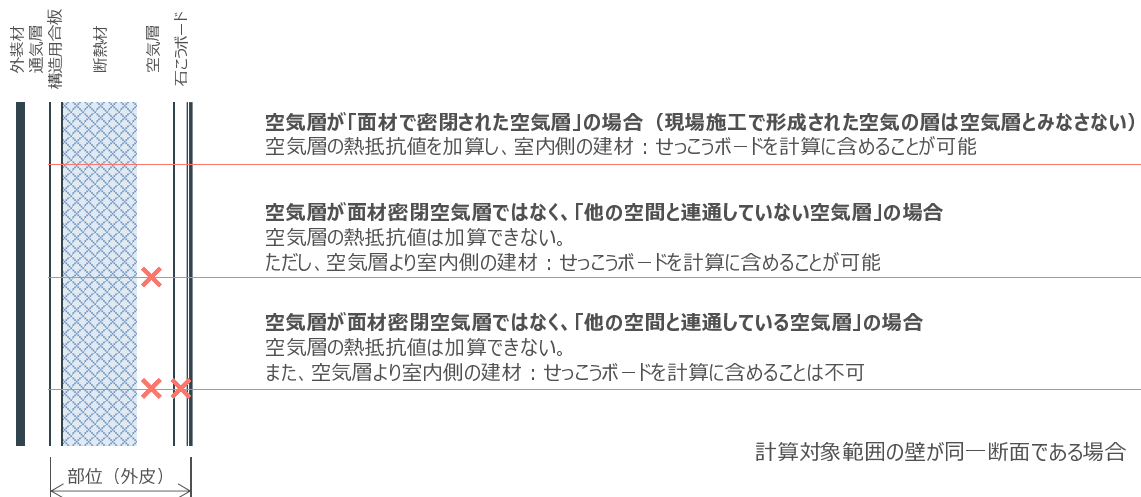 外装材
通気層
構造用合板
断熱材
空気層
石こうボード
空気層が「面材で密閉された空気層」の場合（現場施工で形成された空気の層は空気層とみなさない）
空気層の熱抵抗値を加算し、室内側の建材：せっこうボードを計算に含めることが可能
空気層が面材密閉空気層ではなく、「他の空間と連通していない空気層」の場合
空気層の熱抵抗値は加算できない。
ただし、空気層より室内側の建材：せっこうボードを計算に含めることが可能
空気層が面材密閉空気層ではなく、「他の空間と連通している空気層」の場合
空気層の熱抵抗値は加算できない。
また、空気層より室内側の建材：せっこうボードを計算に含めることは不可
計算対象範囲の壁が同一断面である場合
部位（外皮）